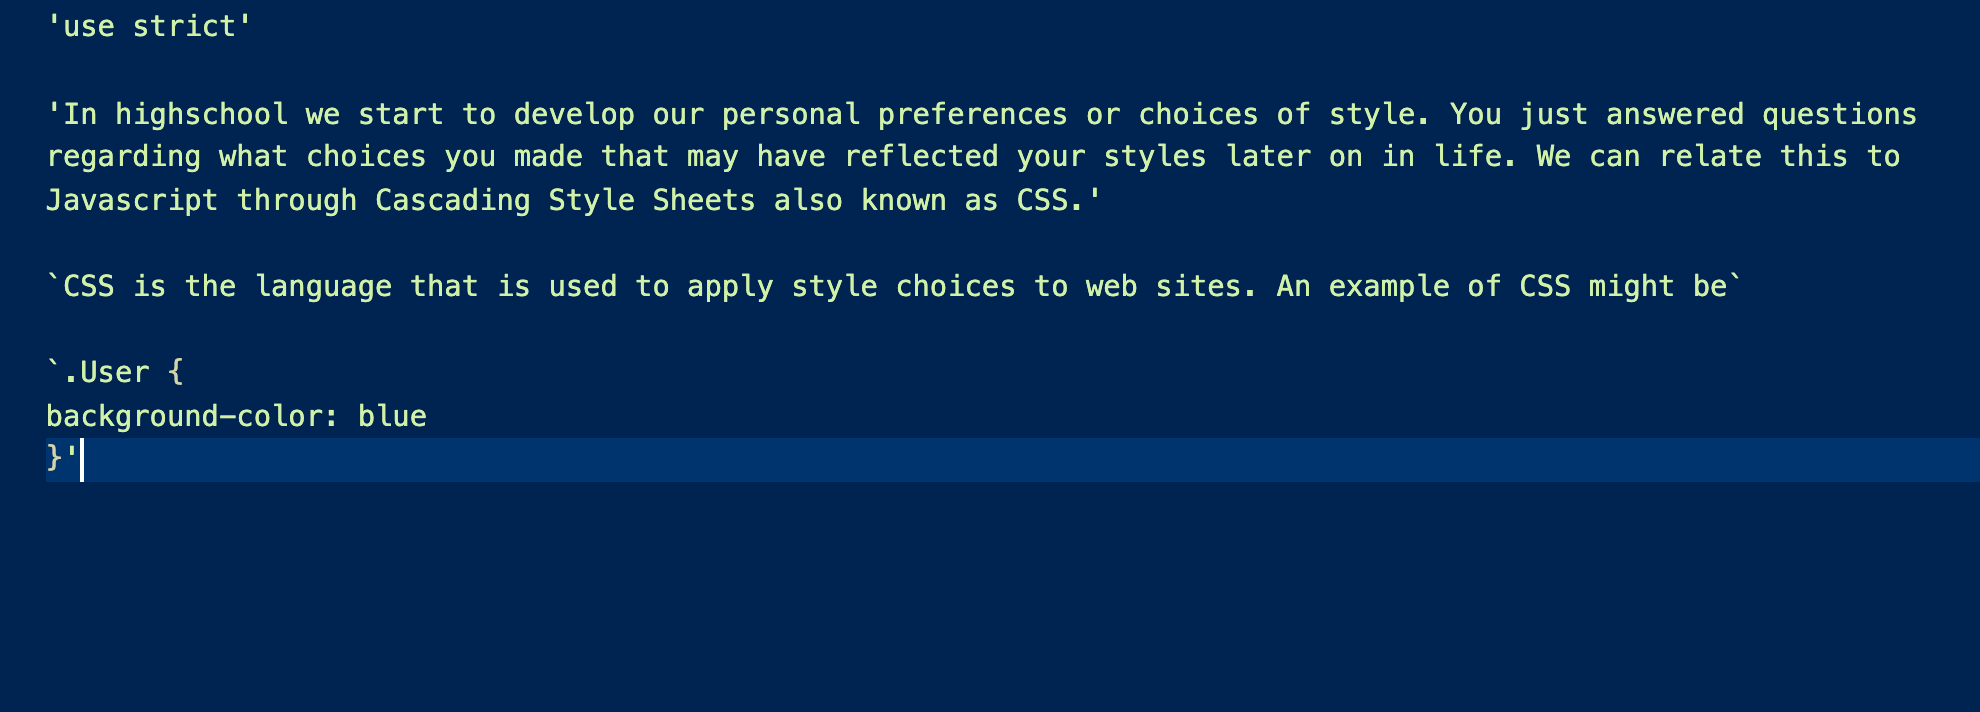 'use strict'
'In highschool we start to develop our personal preferences or choices of style. You just answered questions
regarding what choices you made that may have reflected your styles later on in life. We can relate this to
Javascript through Cascading Style Sheets also known as CSS.'
`CSS is the language that is used to apply style choices to web sites. An example of CSS might be`
`.User {
background-color: blue
}'